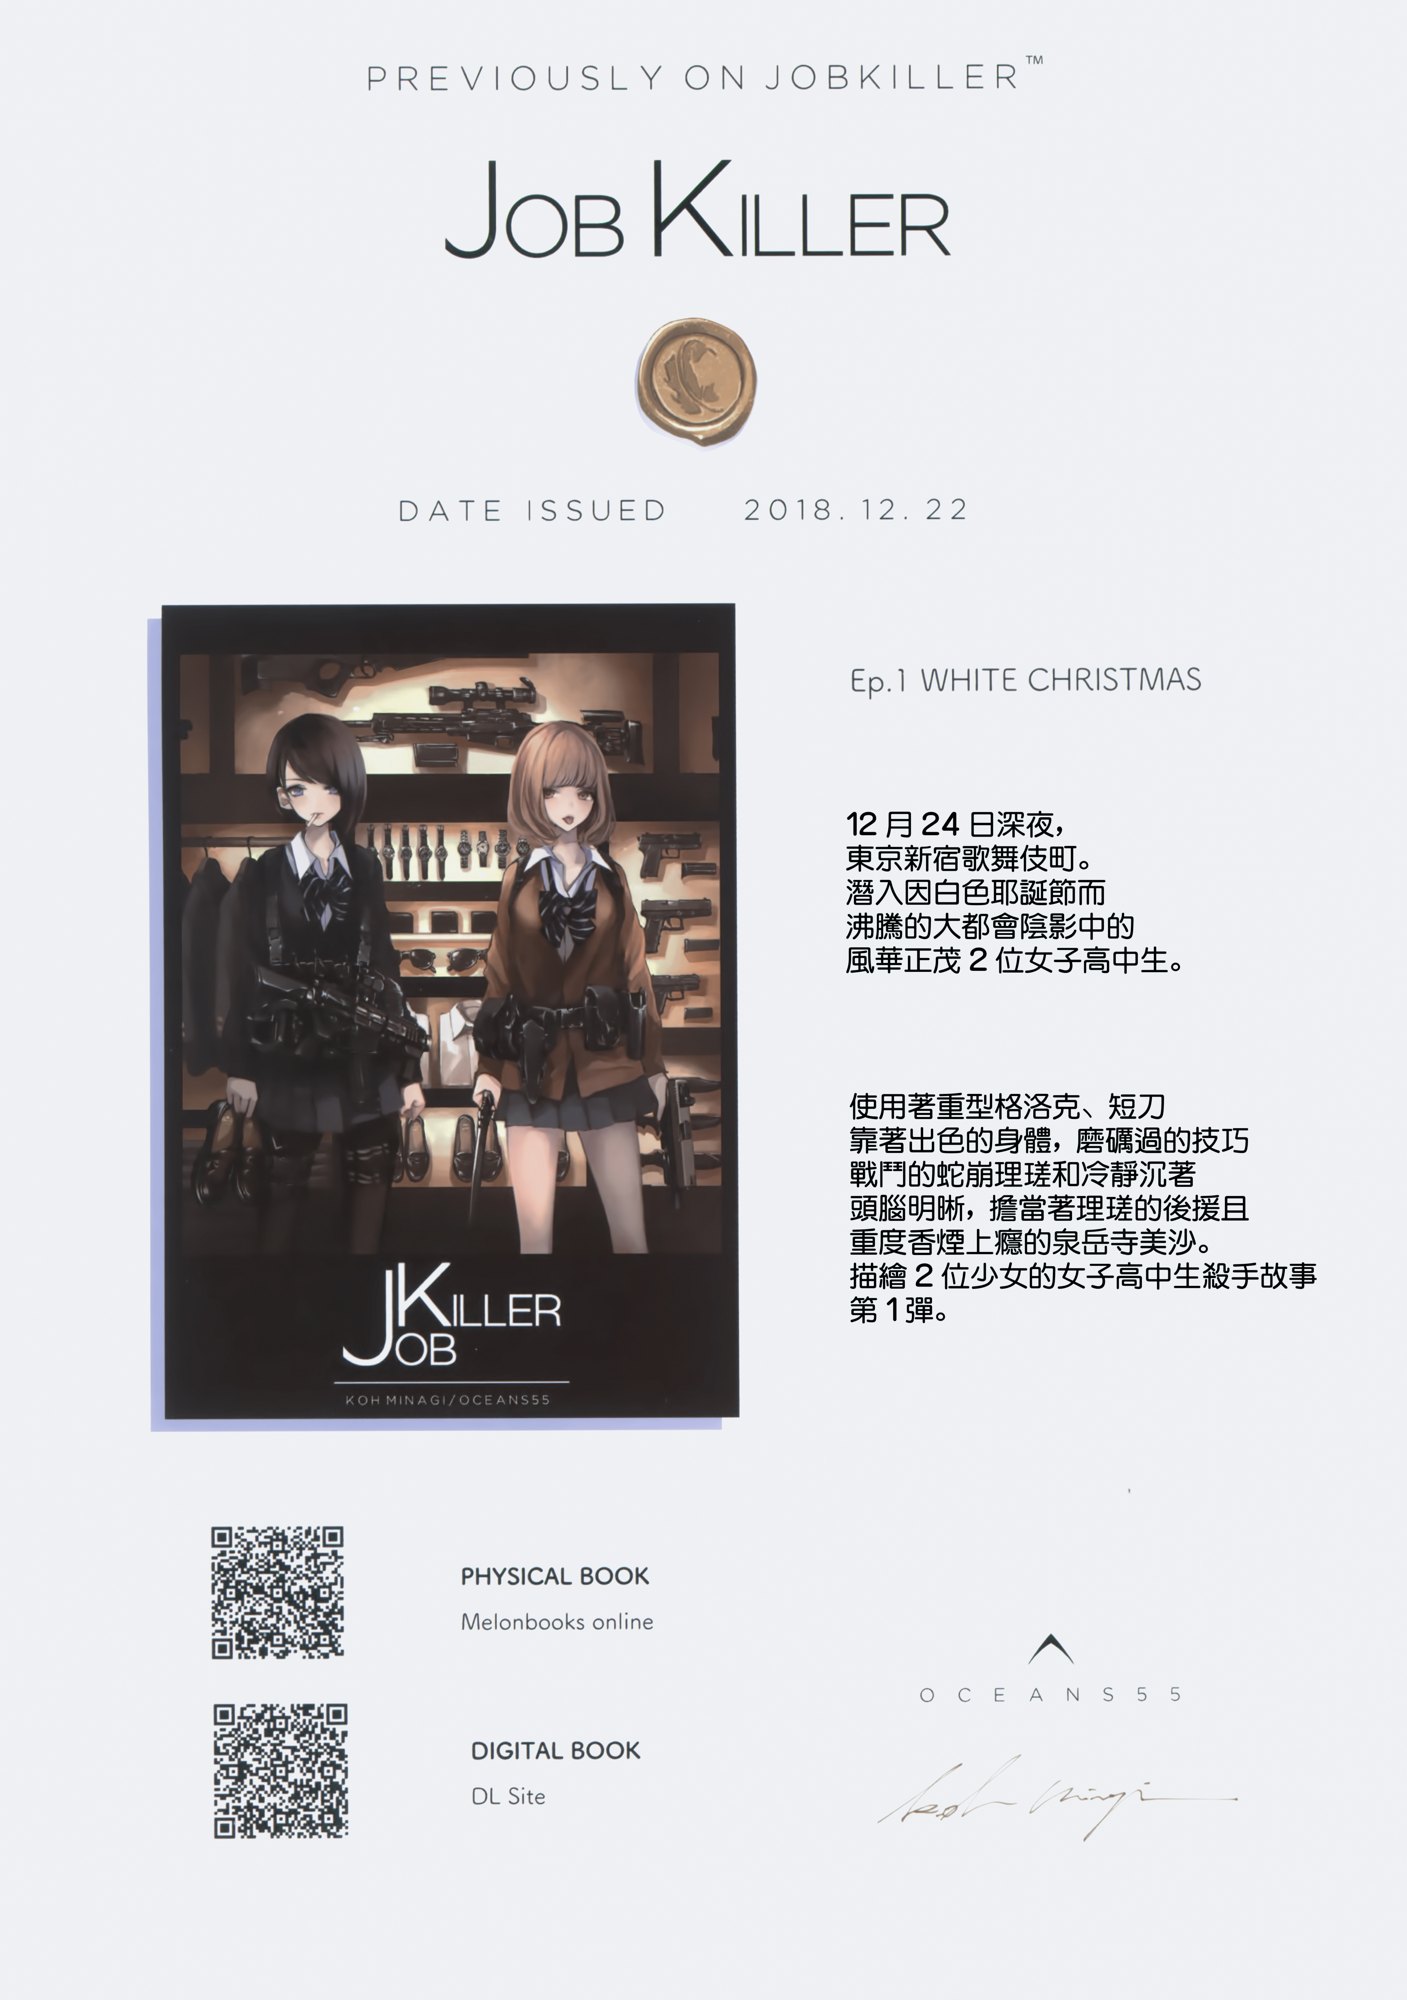 PREVIOUSLY ON JOBKILLER™
JOB KILLER
DATE ISSUED 2018. 12. 22
Ep.1 WHITE CHRISTMAS
12 月 24 日深夜，
東京新宿歌舞伎町。
潛入因白色耶誕節而
沸騰的大都會陰影中的
風華正茂 2 位女子高中生。
使用著重型格洛克、短刀
靠著出色的身體，磨礪過的技巧
戰鬥的蛇崩理瑳和冷靜沉著
頭腦明晰，擔當著理瑳的後援且
重度香煙上癮的泉岳寺美沙。
描繪 2 位少女的女子高中生殺手故事
第 1 彈。
JKILLER
OB
KOH MINAGI/OCEANS55
PHYSICAL BOOK
Melonbooks online
DIGITAL BOOK
DL Site
OCEANS55
Koh Minagi